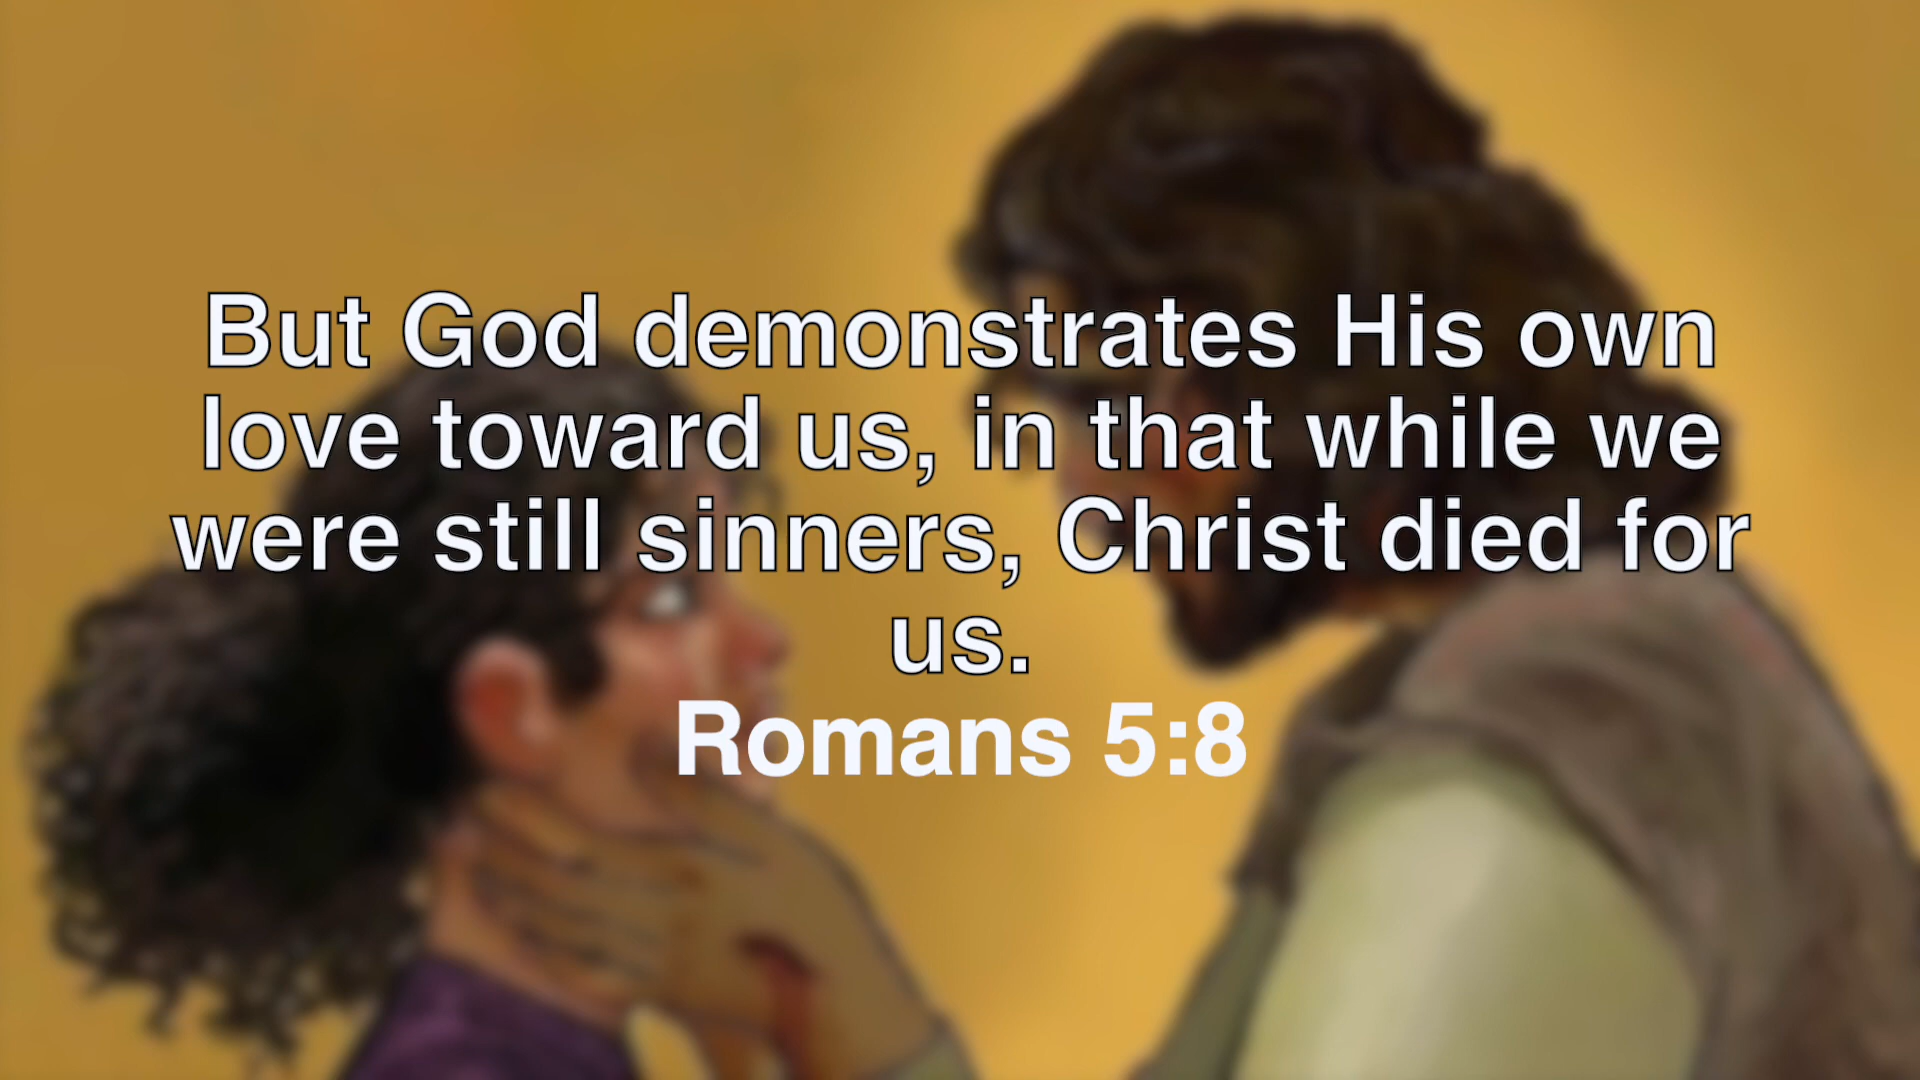 But God demonstrates His own
love toward us, in that while we
were still sinners, Christ died for
us.
Romans 5:8